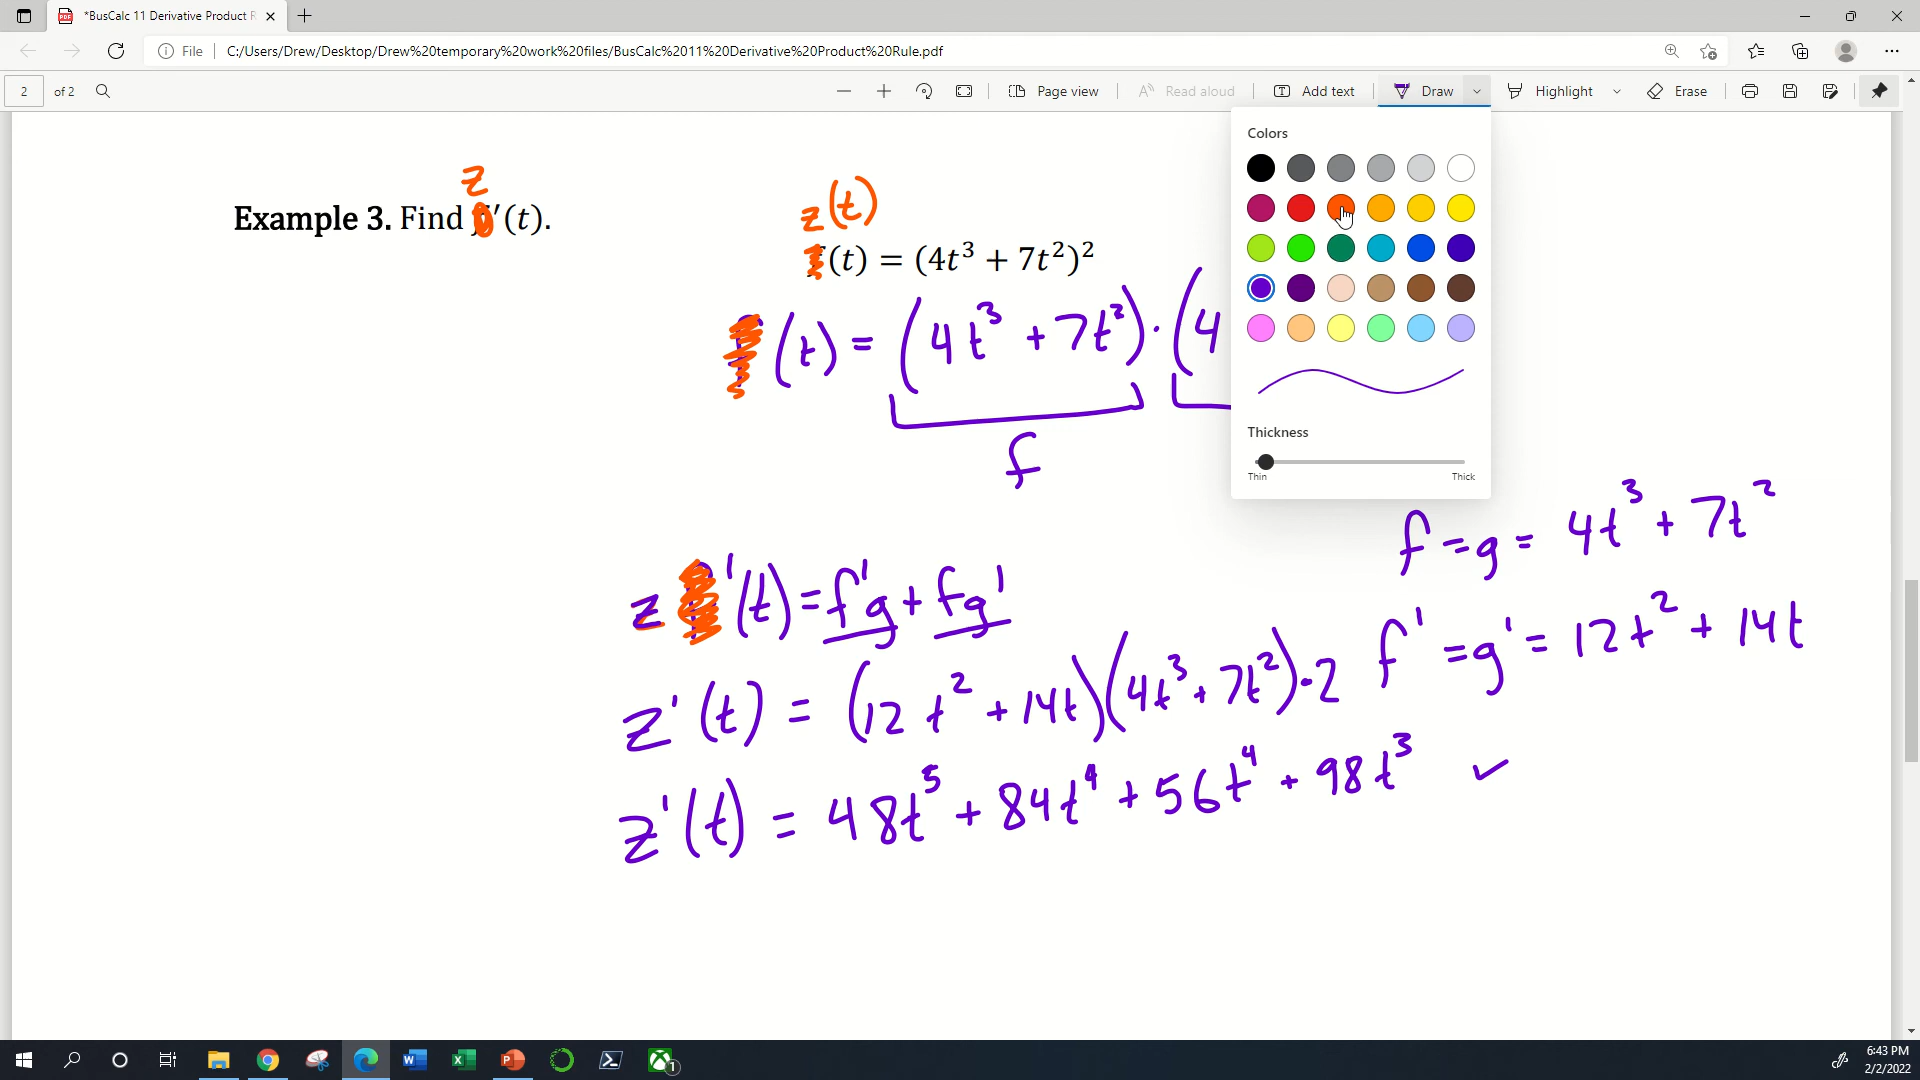 *BusCalc 11 Derivative Product R
File C:/Users/Drew/Desktop/Drew%20temporary%20work%20files/BusCalc%2011%20Derivative%20Product%20Rule.pdf
2 of 2 Page view Read aloud Add text Draw Highlight Erase
Colors
Thickness
Thin Thick
z
Example 3. Find ′(t).
z(t)
f(t) = (4t³ + 7t²)²
(t) = (4t³ + 7t²) · (4
f
f = g = 4t³ + 7t²
z ′(t) = f′g + fg′
f′ = g′ = 12t² + 14t
z′(t) = (12t² + 14t)(4t³ + 7t²)·2
z′(t) = 48t⁵ + 84t⁴ + 56t⁴ + 98t³ ✓
1
6:43 PM
2/2/2022